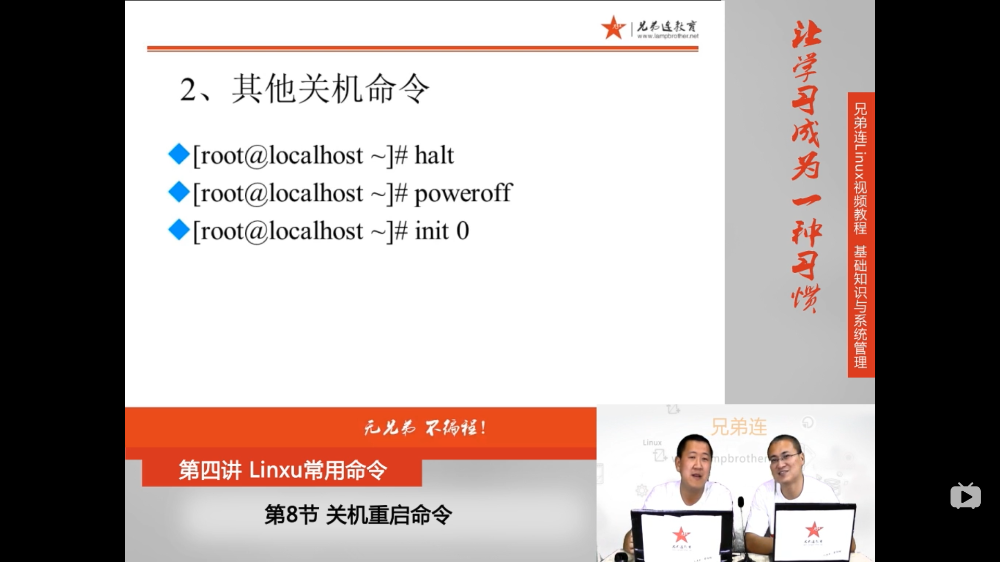 兄弟连教育
www.lampbrother.net
2、其他关机命令
[root@localhost ~]# halt
[root@localhost ~]# poweroff
[root@localhost ~]# init 0
让学习成为一种习惯
兄弟连Linux视频教程 基础知识与系统管理
无兄弟 不编程!
第四讲 Linxu常用命令
第8节 关机重启命令
兄弟连
Linux
mpbrother